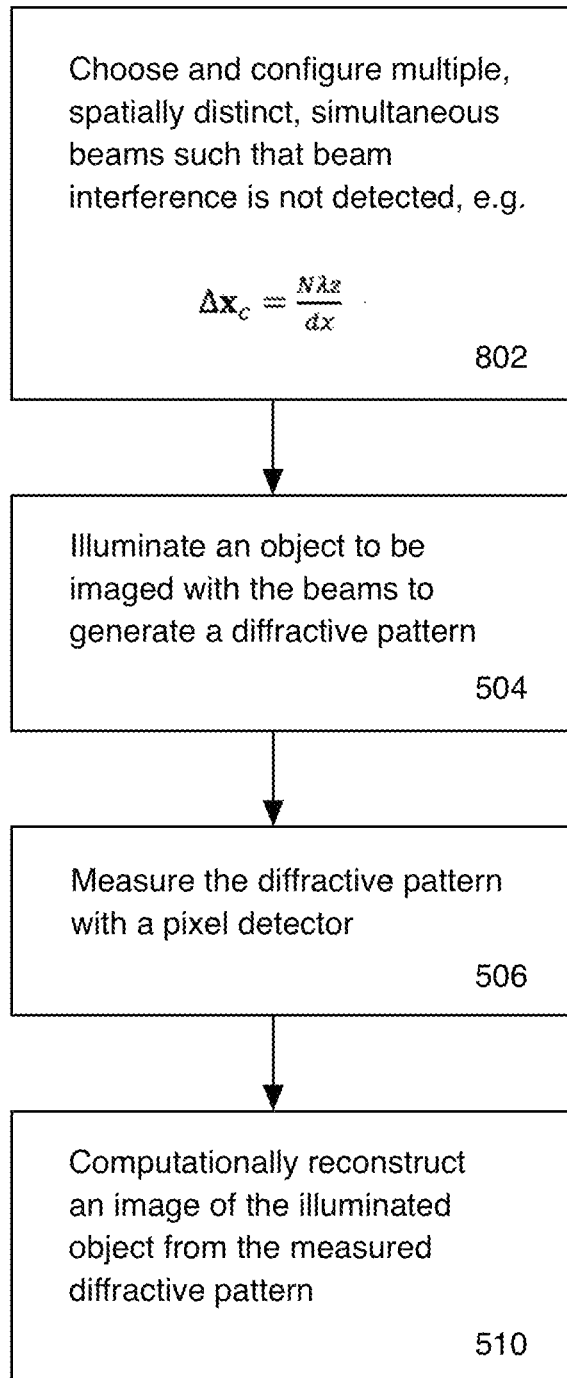 Choose and configure multiple,
spatially distinct, simultaneous
beams such that beam
interference is not detected, e.g.
Δx_c = Nλz/dx
802
Illuminate an object to be
imaged with the beams to
generate a diffractive pattern
504
Measure the diffractive pattern
with a pixel detector
506
Computationally reconstruct
an image of the illuminated
object from the measured
diffractive pattern
510